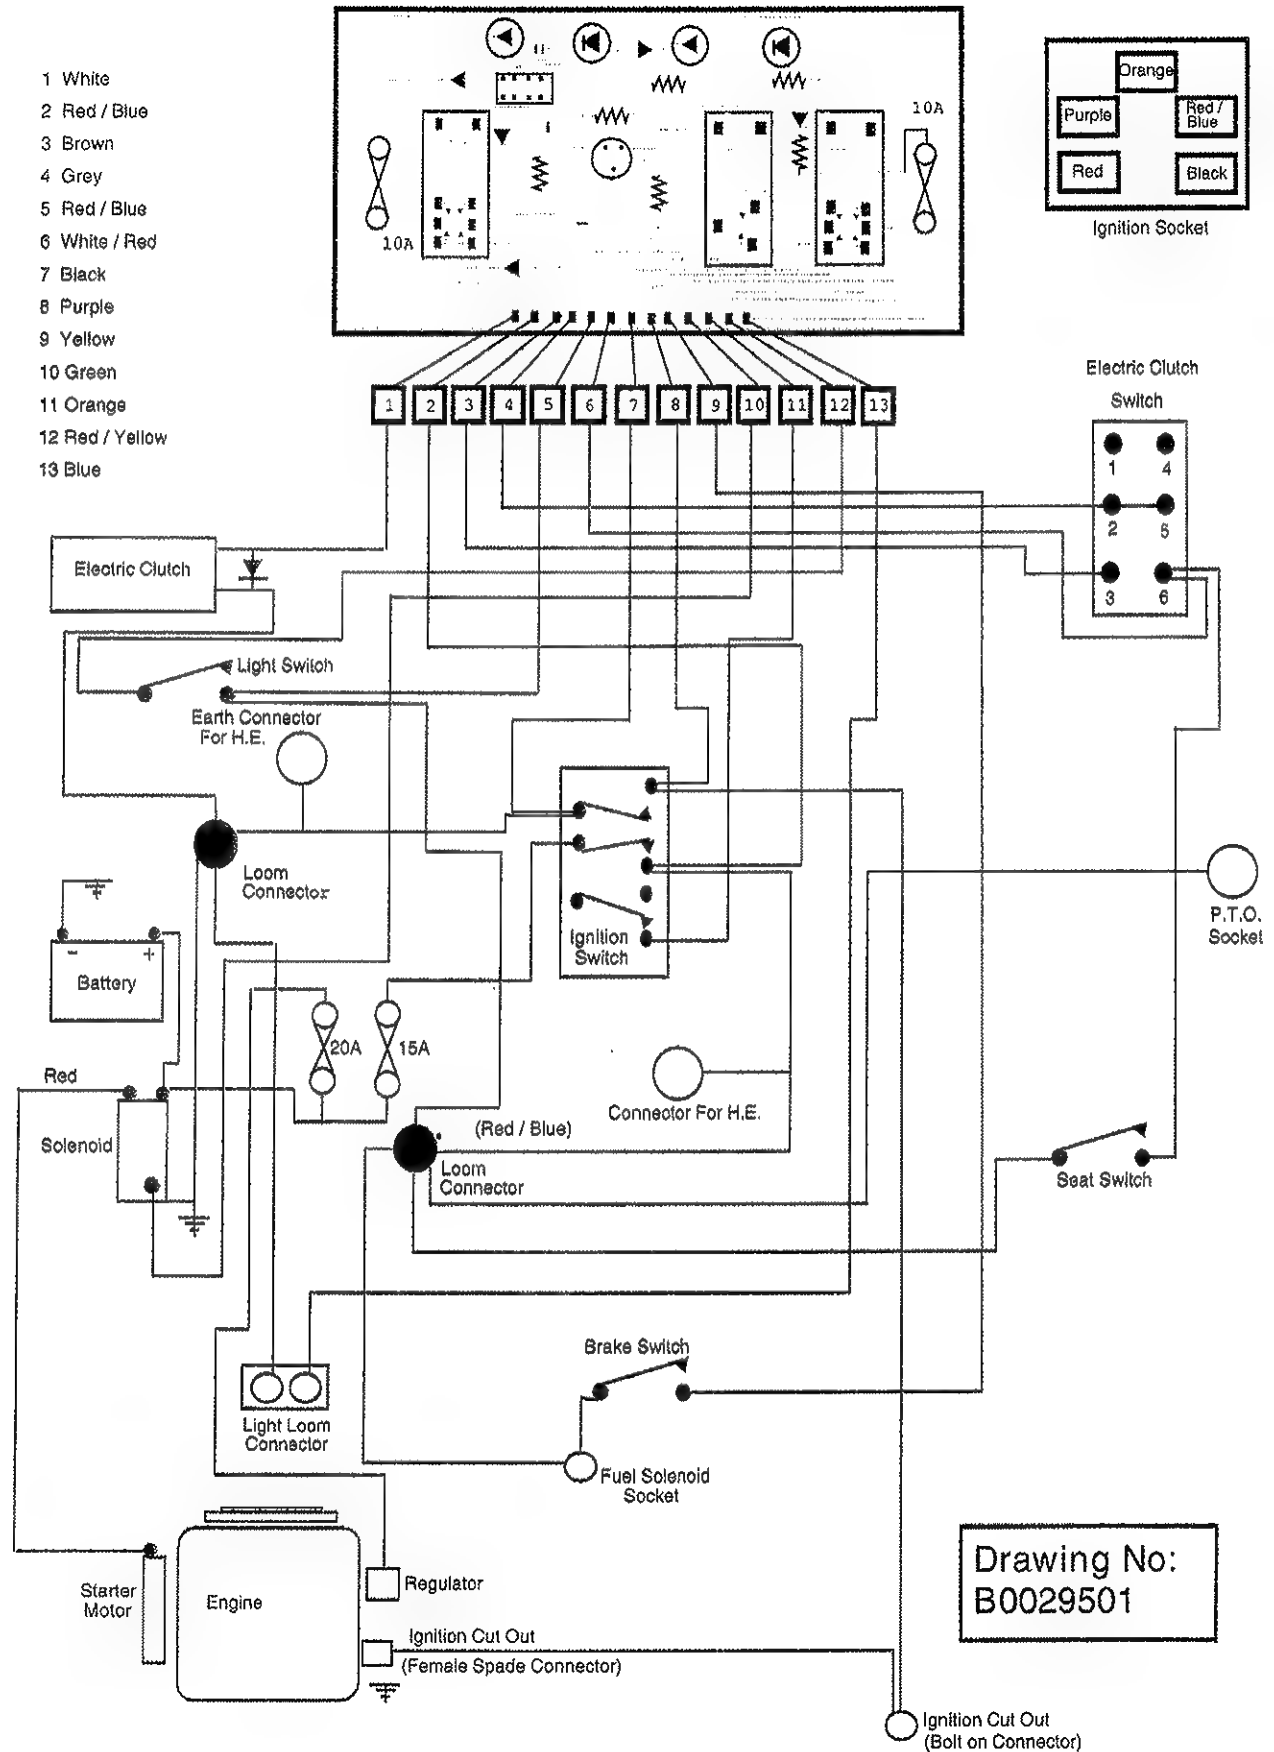 1 White
2 Red / Blue
3 Brown
4 Grey
5 Red / Blue
6 White / Red
7 Black
8 Purple
9 Yellow
10 Green
11 Orange
12 Red / Yellow
13 Blue
10A
10A
Orange
Purple
Red /
Blue
Red
Black
Ignition Socket
1 2 3 4 5 6 7 8 9 10 11 12 13
Electric Clutch
Switch
1 4
2 5
3 6
Electric Clutch
Light Switch
Earth Connector
For H.E.
Loom
Connector
Ignition
Switch
P.T.O.
Socket
- +
Battery
20A
15A
Red
Solenoid
Connector For H.E.
(Red / Blue)
Loom
Connector
Seat Switch
Brake Switch
Light Loom
Connector
Fuel Solenoid
Socket
Starter
Motor
Engine
Regulator
Ignition Cut Out
(Female Spade Connector)
Drawing No:
B0029501
Ignition Cut Out
(Bolt on Connector)